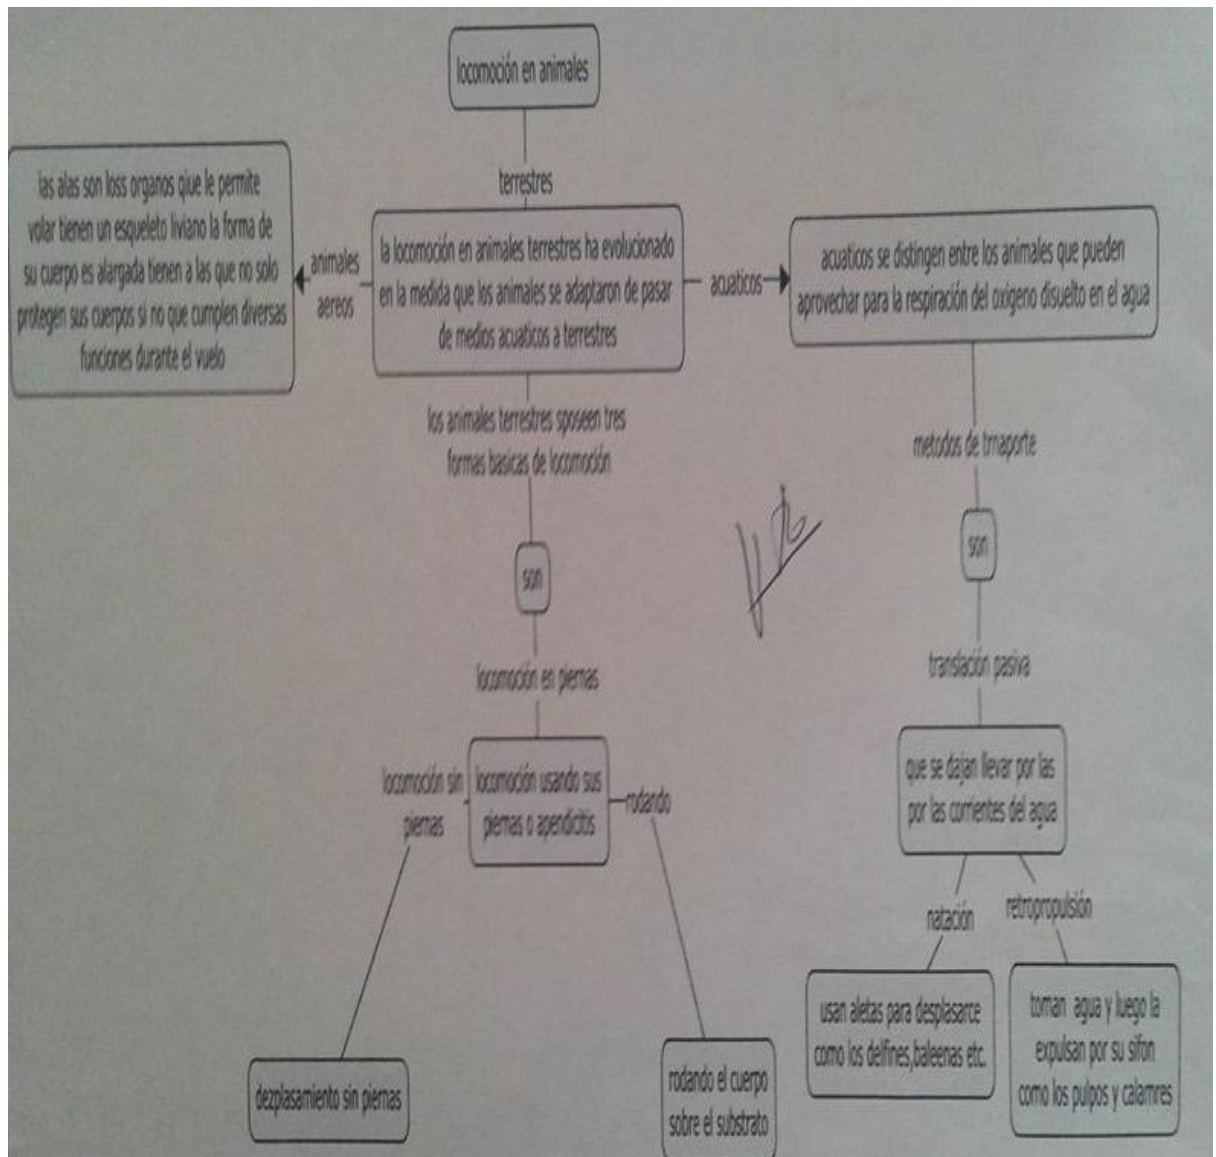 locomoción en animales
terrestres
las alas son loss organos qiue le permite
volar tienen un esqueleto liviano la forma de
su cuerpo es alargada tienen a las que no solo
protegen sus cuerpos si no que cumplen diversas
funciones durante el vuelo
animales
aereos
la locomoción en animales terrestres ha evolucionado
en la medida que los animales se adaptaron de pasar
de medios acuaticos a terrestres
acuaticos
acuaticos se distingen entre los animales que pueden
aprovechar para la respiración del oxigeno disuelto en el agua
los animales terrestres sposeen tres
formas basicas de locomoción
son
locomoción en piernas
locomoción sin
piernas
locomoción usando sus
piernas o apendicitis
rodando
dezplasamiento sin piernas
rodando el cuerpo
sobre el substrato
metodos de trnaporte
son
translación pasiva
que se dajan llevar por las
por las corrientes del agua
natación
retropropulsión
usan aletas para desplasarce
como los delfines,baleenas etc.
toman agua y luego la
expulsan por su sifon
como los pulpos y calamres